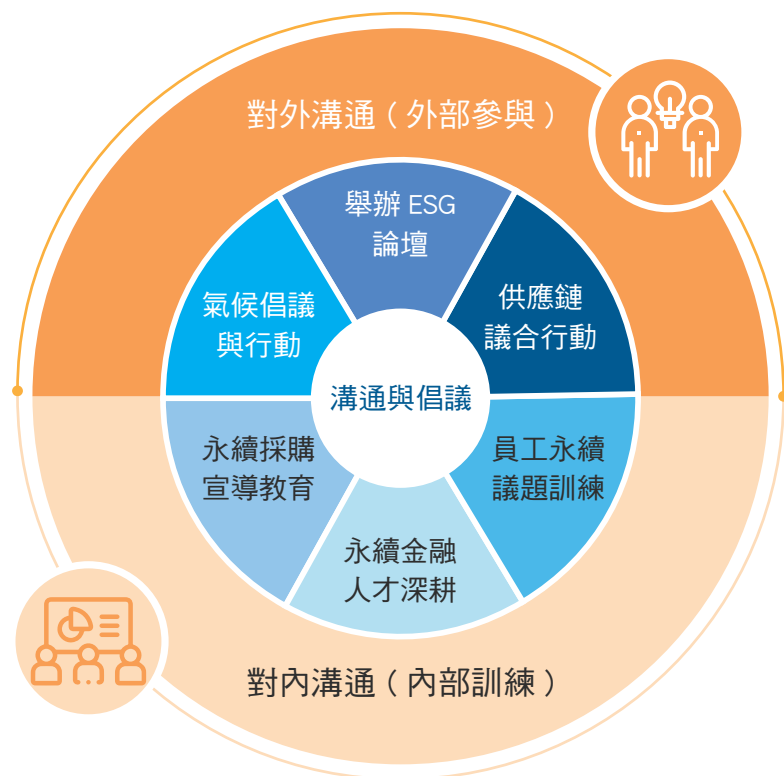 對外溝通（外部參與）
舉辦 ESG
論壇
氣候倡議
與行動
供應鏈
議合行動
溝通與倡議
永續採購
宣導教育
員工永續
議題訓練
永續金融
人才深耕
對內溝通（內部訓練）